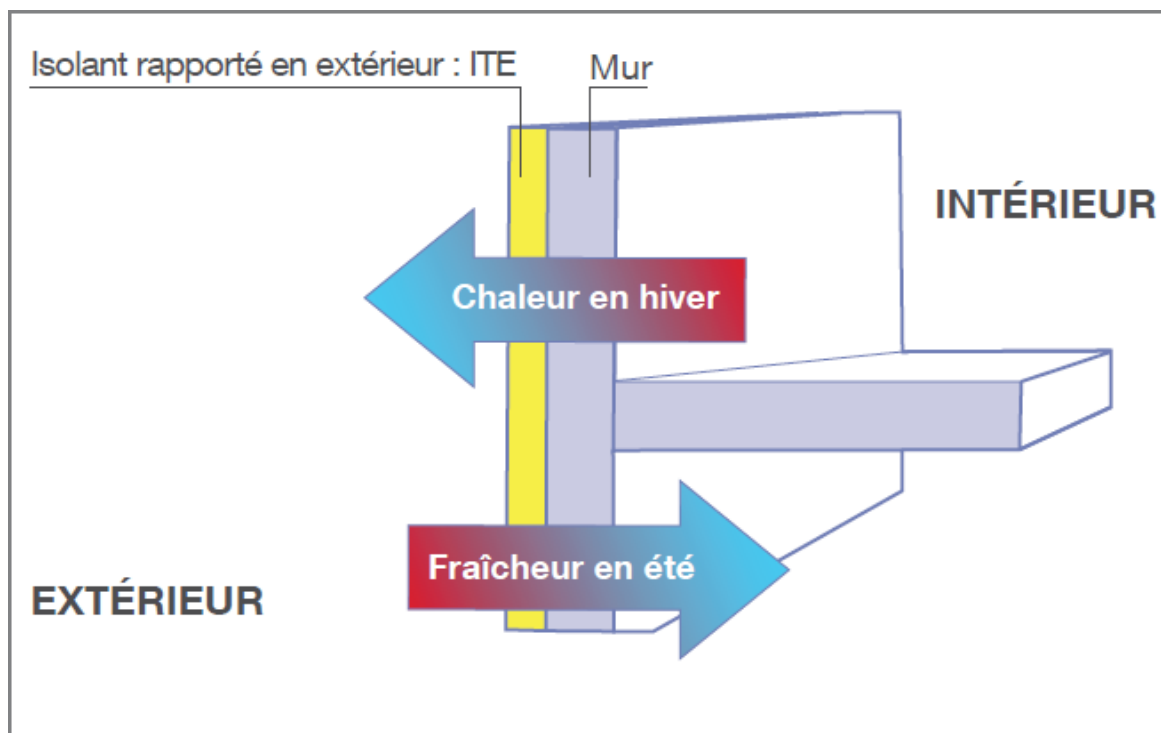 Isolant rapporté en extérieur : ITE
Mur
INTÉRIEUR
Chaleur en hiver
Fraîcheur en été
EXTÉRIEUR